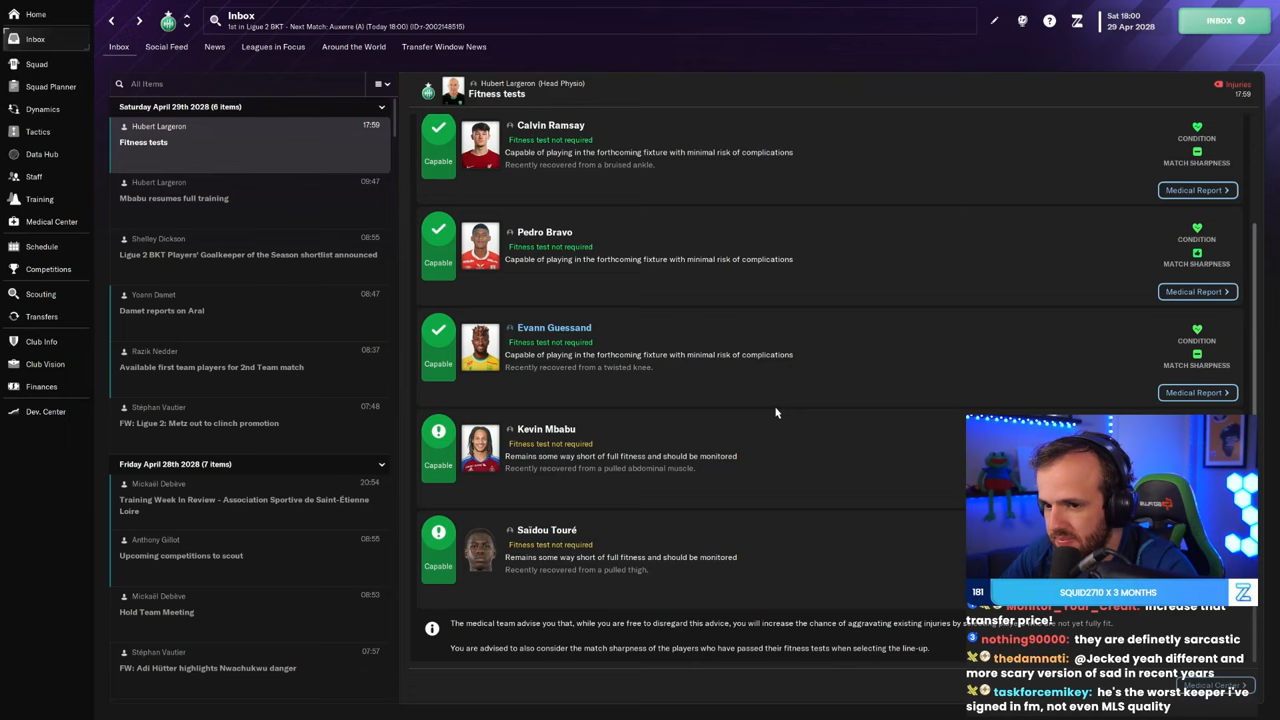 Home
Inbox
Squad
Squad Planner
Dynamics
Tactics
Data Hub
Staff
Training
Medical Center
Schedule
Competitions
Scouting
Transfers
Club Info
Club Vision
Finances
Dev. Center
Inbox
1st in Ligue 2 BKT - Next Match: Auxerre (A) (Today 18:00) (ID:r-2002148515)
Sat 18:00
29 Apr 2028
INBOX
Inbox
Social Feed
News
Leagues in Focus
Around the World
Transfer Window News
All Items
Saturday April 29th 2028 (6 items)
Hubert Largeron
17:59
Fitness tests
Hubert Largeron
09:47
Mbabu resumes full training
Shelley Dickson
08:55
Ligue 2 BKT Players' Goalkeeper of the Season shortlist announced
Yoann Damet
08:47
Damet reports on Aral
Razik Nedder
08:37
Available first team players for 2nd Team match
Stéphan Vautier
07:48
FW: Ligue 2: Metz out to clinch promotion
Friday April 28th 2028 (7 items)
Mickaël Debève
20:54
Training Week In Review - Association Sportive de Saint-Étienne
Loire
Anthony Gillot
08:55
Upcoming competitions to scout
Mickaël Debève
08:53
Hold Team Meeting
Stéphan Vautier
07:57
FW: Adi Hütter highlights Nwachukwu danger
Hubert Largeron (Head Physio)
Fitness tests
Injuries
17:59
Capable
Calvin Ramsay
Fitness test not required
Capable of playing in the forthcoming fixture with minimal risk of complications
Recently recovered from a bruised ankle.
CONDITION
MATCH SHARPNESS
Medical Report
Capable
Pedro Bravo
Fitness test not required
Capable of playing in the forthcoming fixture with minimal risk of complications
CONDITION
MATCH SHARPNESS
Medical Report
Capable
Evann Guessand
Fitness test not required
Capable of playing in the forthcoming fixture with minimal risk of complications
Recently recovered from a twisted knee.
CONDITION
MATCH SHARPNESS
Medical Report
Capable
Kevin Mbabu
Fitness test not required
Remains some way short of full fitness and should be monitored
Recently recovered from a pulled abdominal muscle.
Capable
Saïdou Touré
Fitness test not required
Remains some way short of full fitness and should be monitored
Recently recovered from a pulled thigh.
The medical team advise you that, while you are free to disregard this advice, you will increase the chance of aggravating existing injuries by
not yet fully fit.
You are advised to also consider the match sharpness of the players who have passed their fitness tests when selecting the line-up.
Medical Center
181
SQUID2710 X 3 MONTHS
Monitor_Your_Credit: increase that
transfer price!
nothing90000: they are definetly sarcastic
thedamnati: @Jecked yeah different and
more scary version of sad in recent years
taskforcemikey: he's the worst keeper i've
signed in fm, not even MLS quality